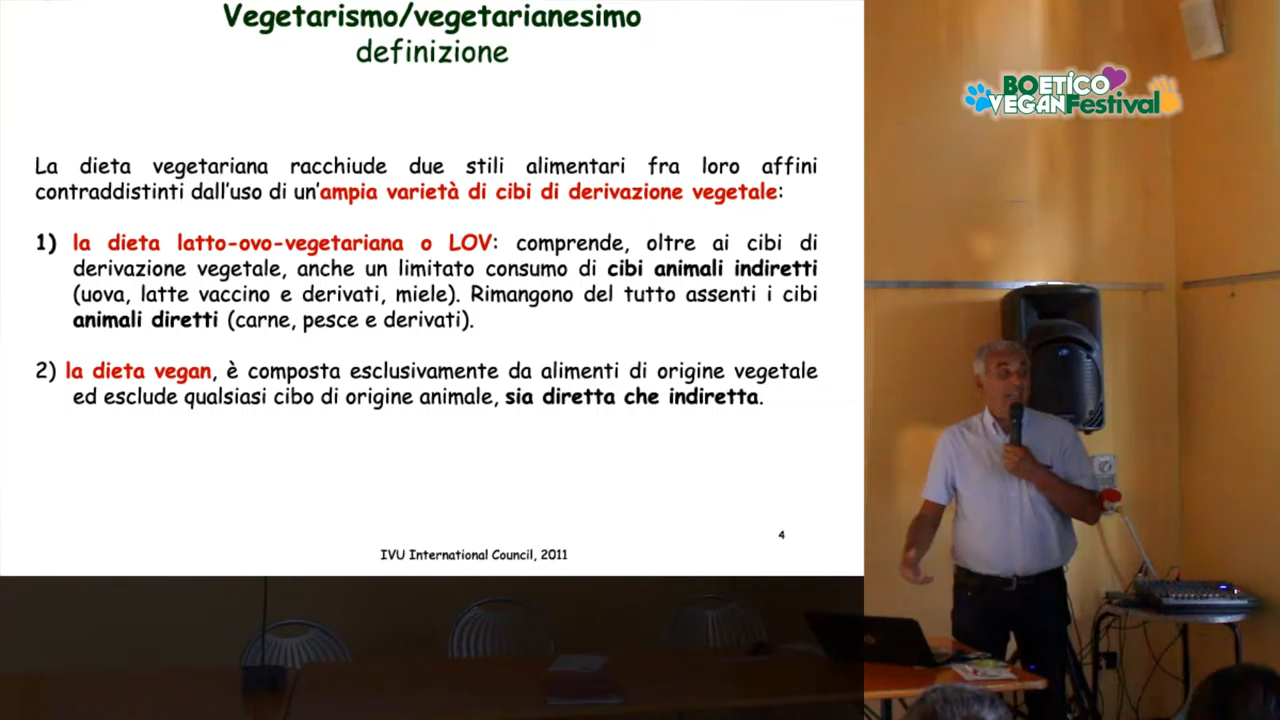 Vegetarismo/vegetarianesimo
definizione
BOETICO
VEGANFestival
La dieta vegetariana racchiude due stili alimentari fra loro affini
contraddistinti dall'uso di un'ampia varietà di cibi di derivazione vegetale:
1) la dieta latto-ovo-vegetariana o LOV: comprende, oltre ai cibi di
derivazione vegetale, anche un limitato consumo di cibi animali indiretti
(uova, latte vaccino e derivati, miele). Rimangono del tutto assenti i cibi
animali diretti (carne, pesce e derivati).
2) la dieta vegan, è composta esclusivamente da alimenti di origine vegetale
ed esclude qualsiasi cibo di origine animale, sia diretta che indiretta.
4
IVU International Council, 2011